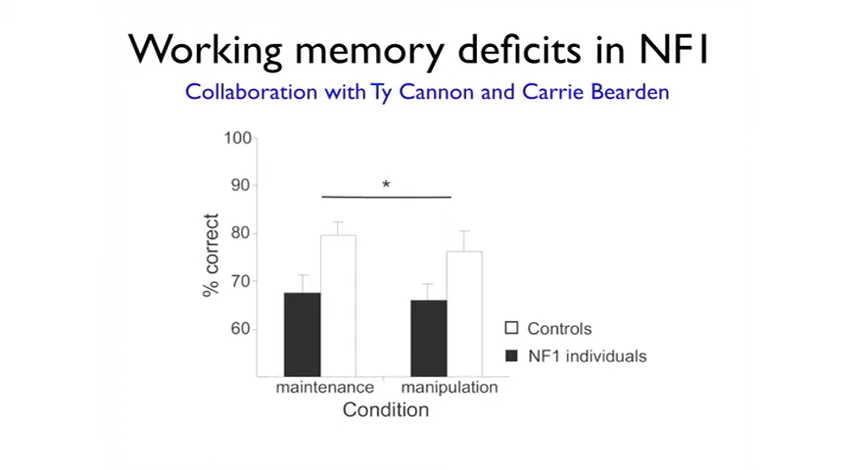 Working memory deficits in NF1
Collaboration with Ty Cannon and Carrie Bearden
100
90
80
70
60
% correct
*
maintenance
manipulation
Condition
Controls
NF1 individuals